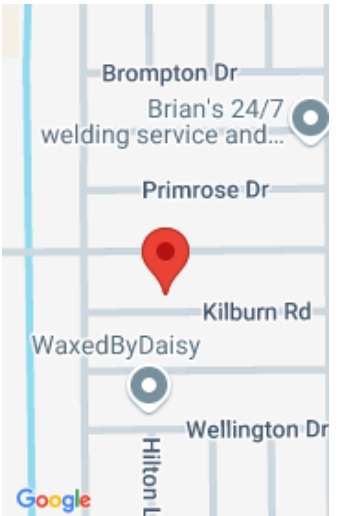 Brompton Dr
Brian's 24/7
welding service and...
Primrose Dr
Kilburn Rd
WaxedByDaisy
Wellington Dr
Hilton L
Google